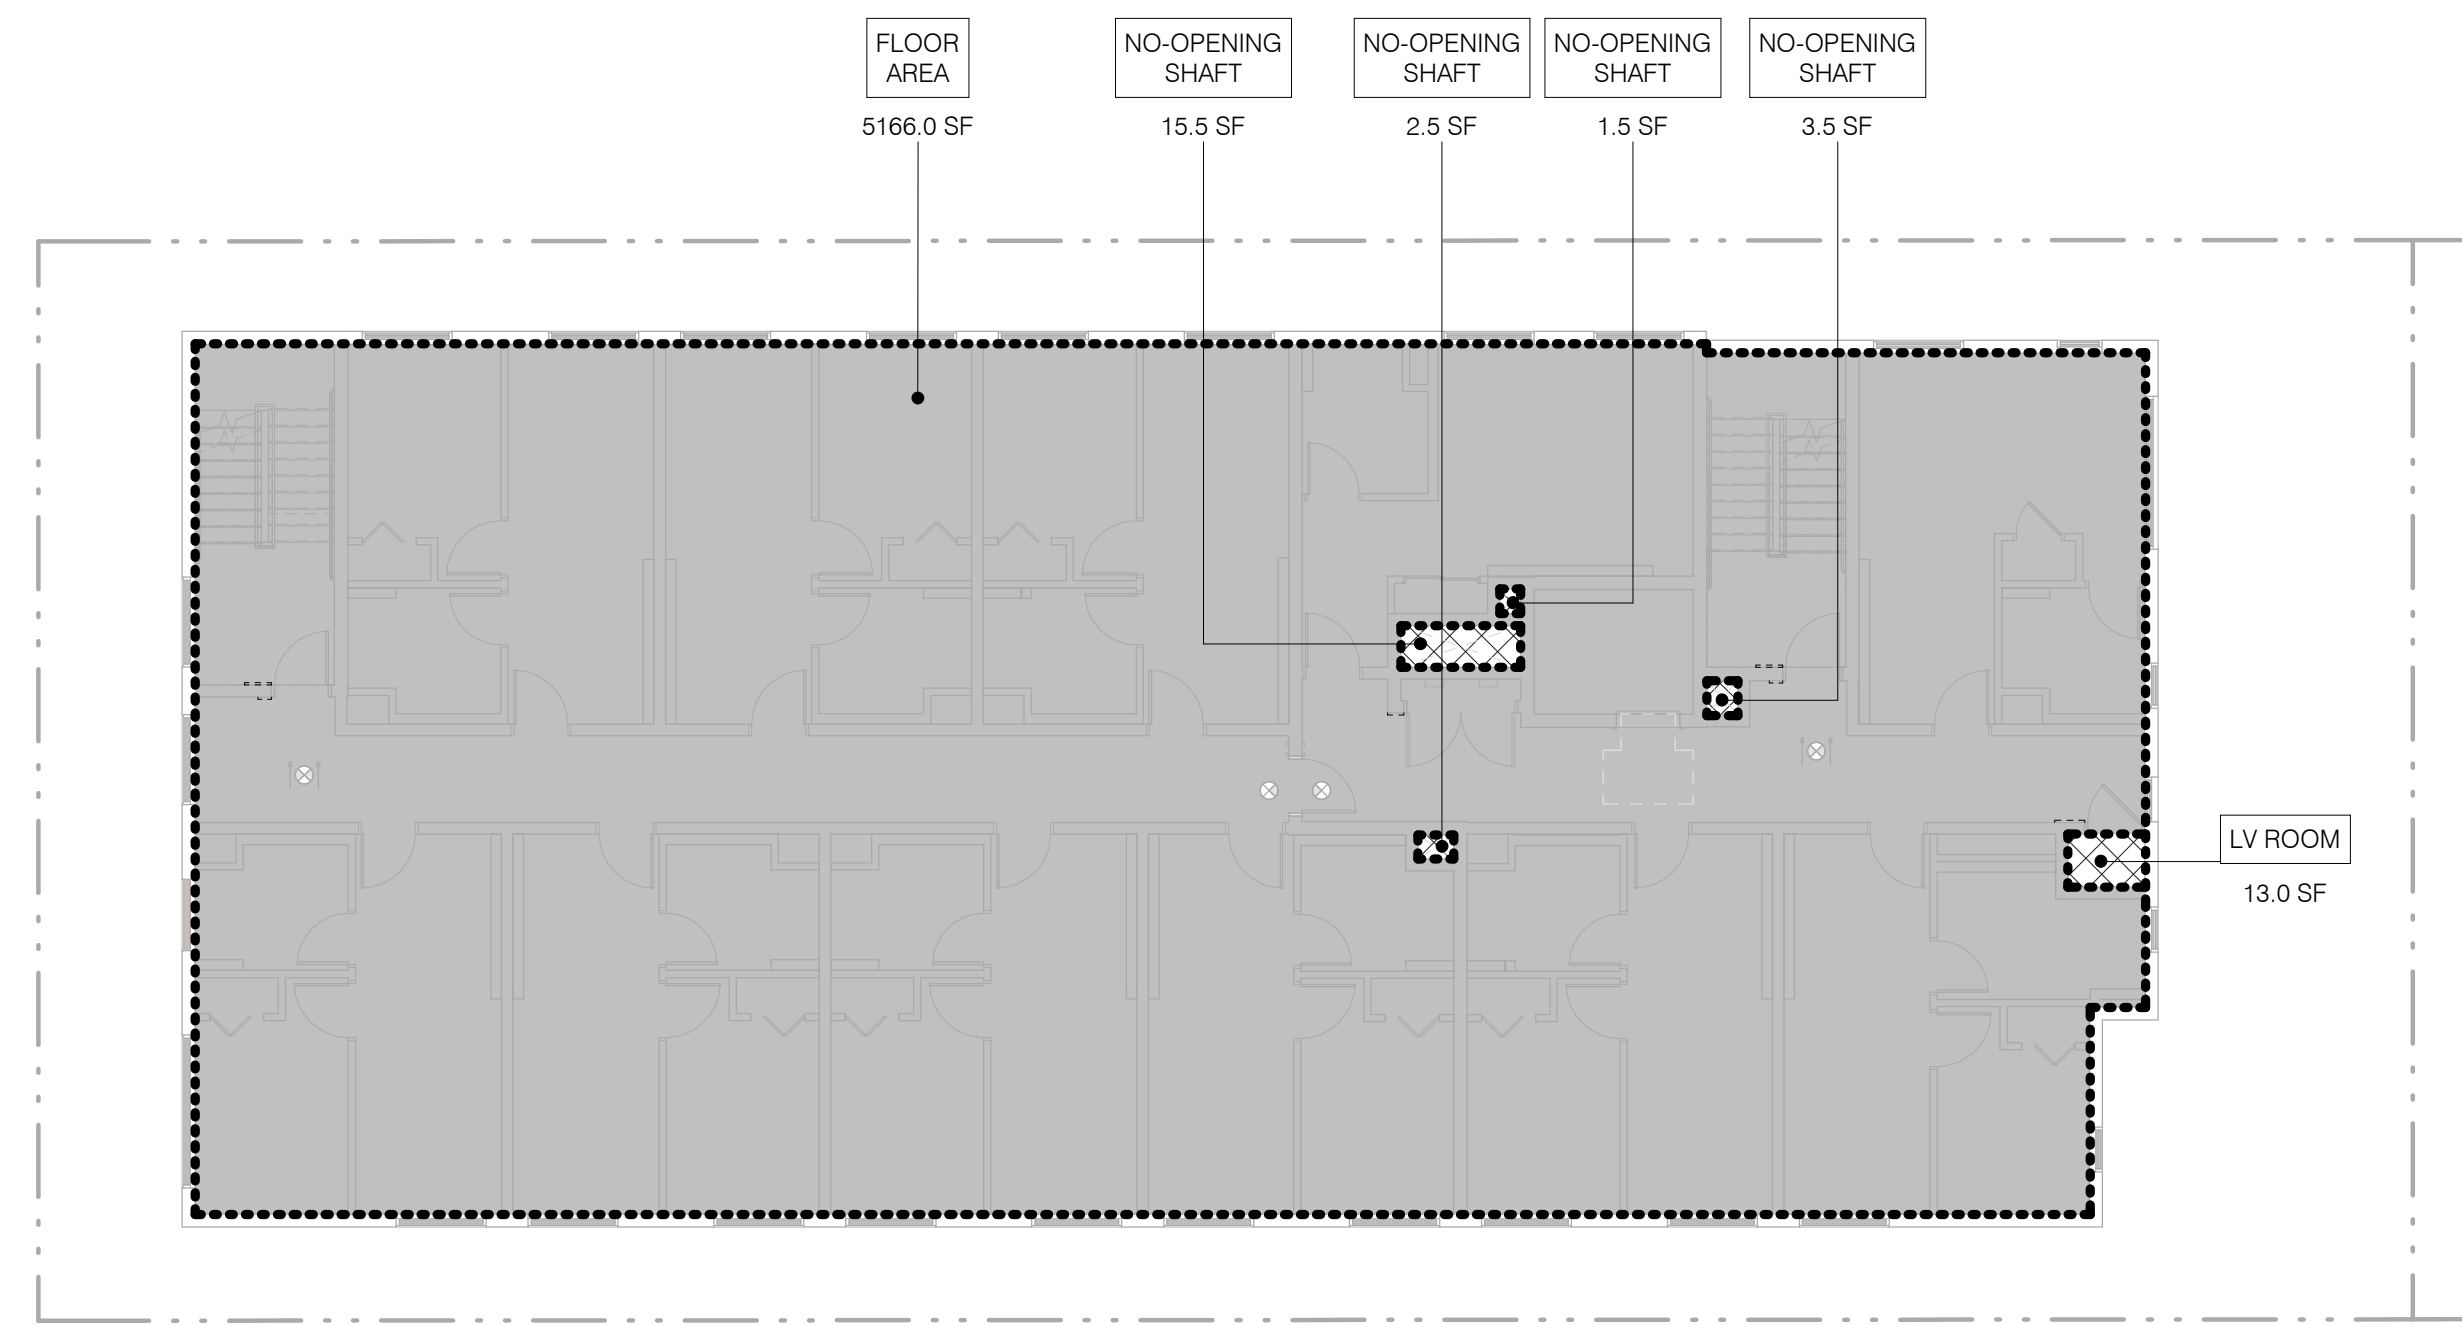 FLOOR
AREA
5166.0 SF
NO-OPENING
SHAFT
15.5 SF
NO-OPENING
SHAFT
2.5 SF
NO-OPENING
SHAFT
1.5 SF
NO-OPENING
SHAFT
3.5 SF
LV ROOM
13.0 SF